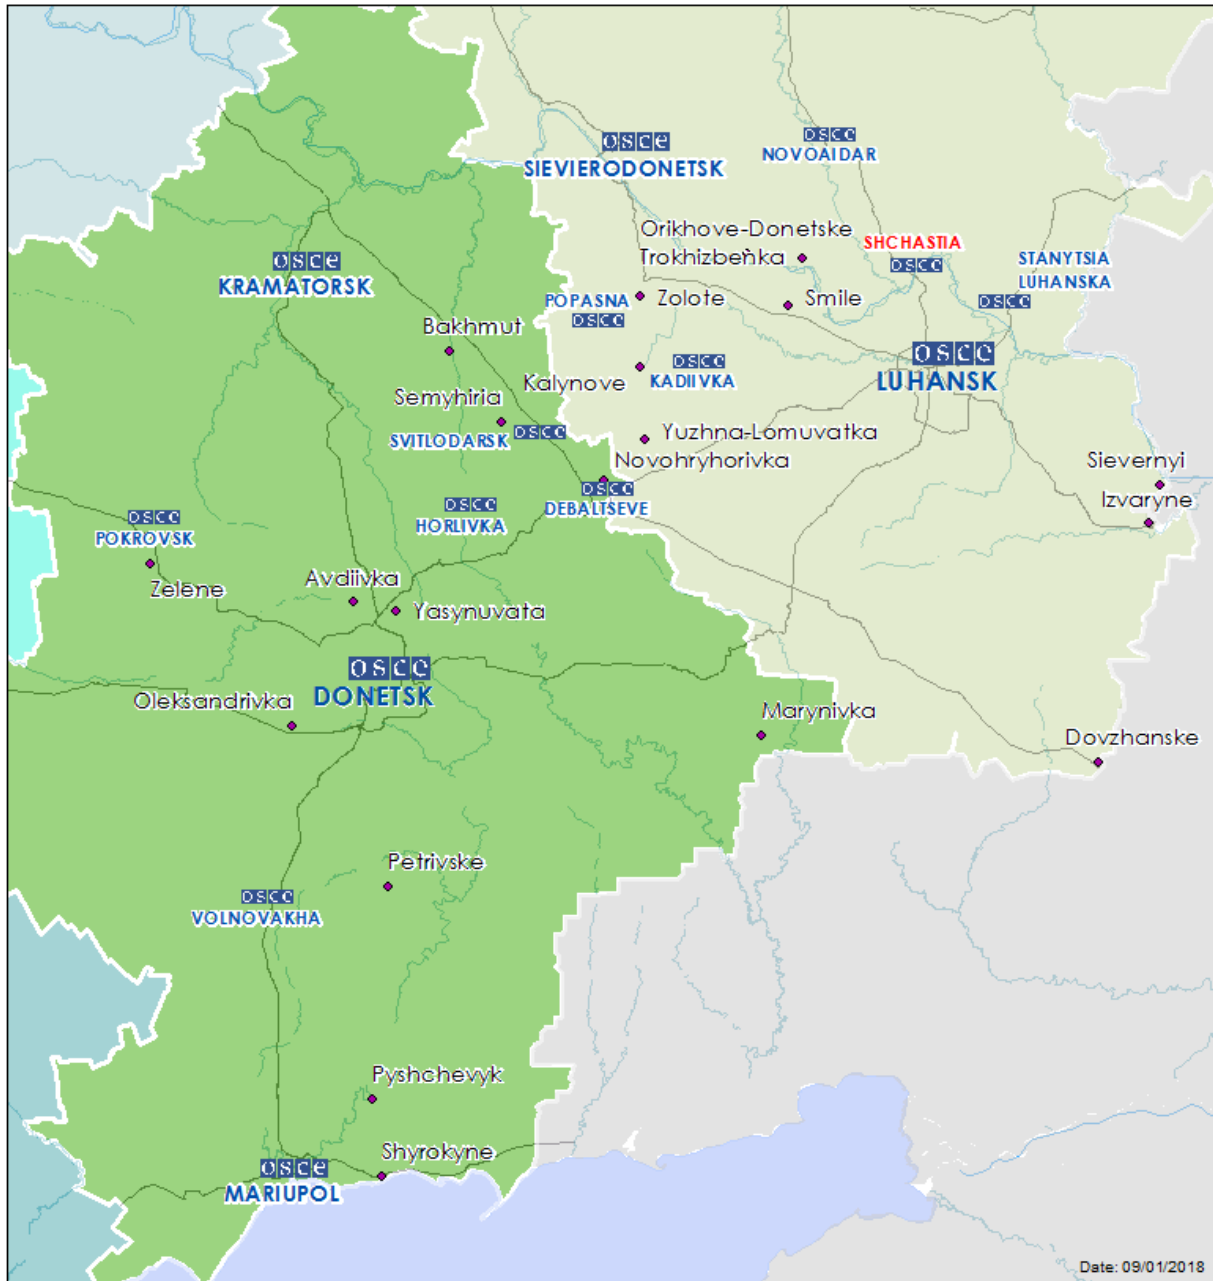 osce
SIEVIERODONETSK
osce
NOVOAIDAR
Orikhove-Donetske
Trokhizbeňka
SHCHASTIA
osce
STANYTSIA
LUHANSKA
osce
osce
KRAMATORSK
POPASNA
osce
Zolote
Smile
Bakhmut
osce
LUHANSK
Kalynove
osce
KADIIVKA
Semyhiria
SVITLODARSK
osce
Yuzhna-Lomuvatka
Novohryhorivka
Sievernyi
Izvaryne
osce
POKROVSK
osce
HORLIVKA
osce
DEBALTSEVE
Zelene
Avdiivka
Yasynuvata
osce
DONETSK
Oleksandrivka
Marynivka
Dovzhanske
Petrivske
osce
VOLNOVAKHA
Pyshchevyk
Shyrokyne
osce
MARIUPOL
Date: 09/01/2018